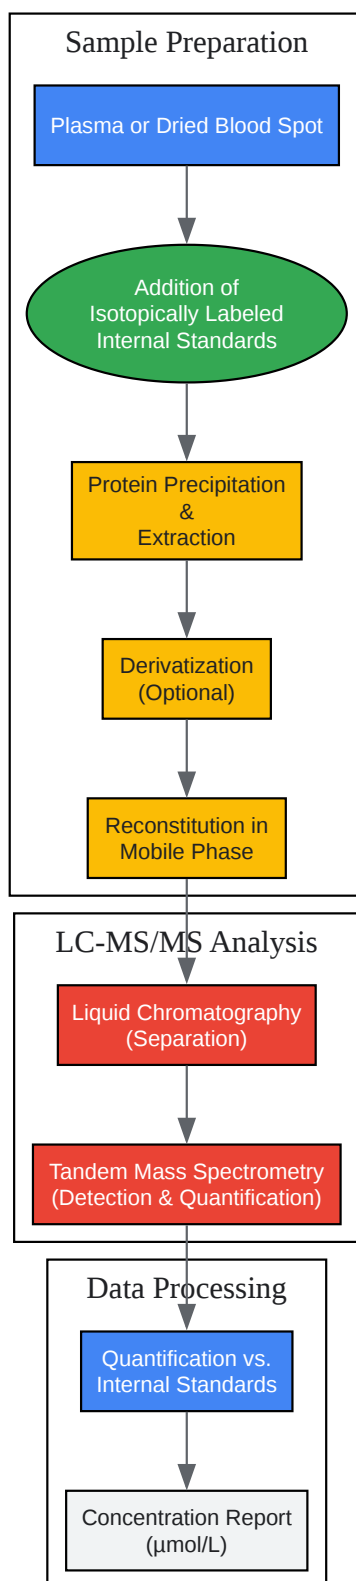 Sample Preparation
Plasma or Dried Blood Spot
Addition of
Isotopically Labeled
Internal Standards
Protein Precipitation
&
Extraction
Derivatization
(Optional)
Reconstitution in
Mobile Phase
LC-MS/MS Analysis
Liquid Chromatography
(Separation)
Tandem Mass Spectrometry
(Detection & Quantification)
Data Processing
Quantification vs.
Internal Standards
Concentration Report
(µmol/L)